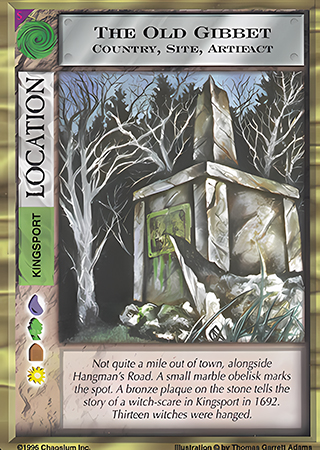 5
THE OLD GIBBET
COUNTRY, SITE, ARTIFACT
LOCATION
KINGSPORT
Not quite a mile out of town, alongside
Hangman's Road. A small marble obelisk marks
the spot. A bronze plaque on the stone tells the
story of a witch-scare in Kingsport in 1692.
Thirteen witches were hanged.
©1996 Chaosium Inc.
Illustration © by Thomas Garrett Adams